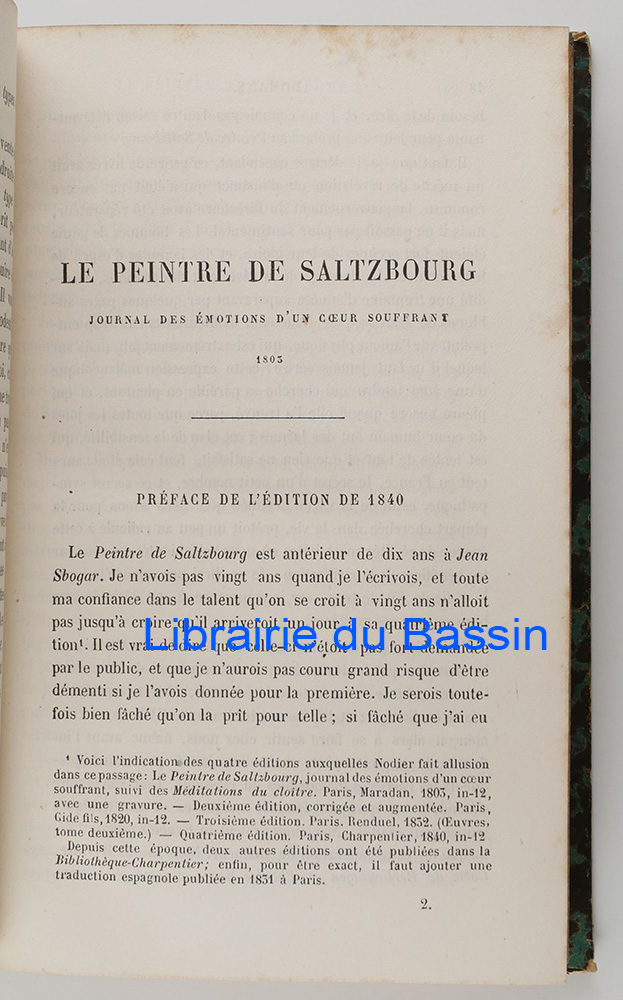 LE PEINTRE DE SALTZBOURG
JOURNAL DES ÉMOTIONS D'UN CŒUR SOUFFRANT
1803
PRÉFACE DE L'ÉDITION DE 1840
Le Peintre de Saltzbourg est antérieur de dix ans à Jean
Sbogar. Je n'avois pas vingt ans quand je l'écrivois, et toute
ma confiance dans le talent qu'on se croit à vingt ans n'alloit
pas jusqu'à croire qu'il arriveroit un jour à sa quatrième édi-
tion¹. Il est vrai de dire que celle-ci n'étoit pas fort demandée
par le public, et que je n'aurois pas couru grand risque d'être
démenti si je l'avois donnée pour la première. Je serois toute-
fois bien fâché qu'on la prît pour telle ; si fâché que j'ai eu
¹ Voici l'indication des quatre éditions auxquelles Nodier fait allusion
dans ce passage : Le Peintre de Saltzbourg, journal des émotions d'un cœur
souffrant, suivi des Méditations du cloître. Paris, Maradan, 1803, in-12,
avec une gravure. — Deuxième édition, corrigée et augmentée. Paris,
Gide fils, 1820, in-12. — Troisième édition. Paris. Renduel, 1832. (Œuvres,
tome deuxième.) — Quatrième édition. Paris, Charpentier, 1840, in-12
Depuis cette époque, deux autres éditions ont été publiées dans la
Bibliothèque-Charpentier ; enfin, pour être exact, il faut ajouter une
traduction espagnole publiée en 1831 à Paris.
2.
Librairie du Bassin